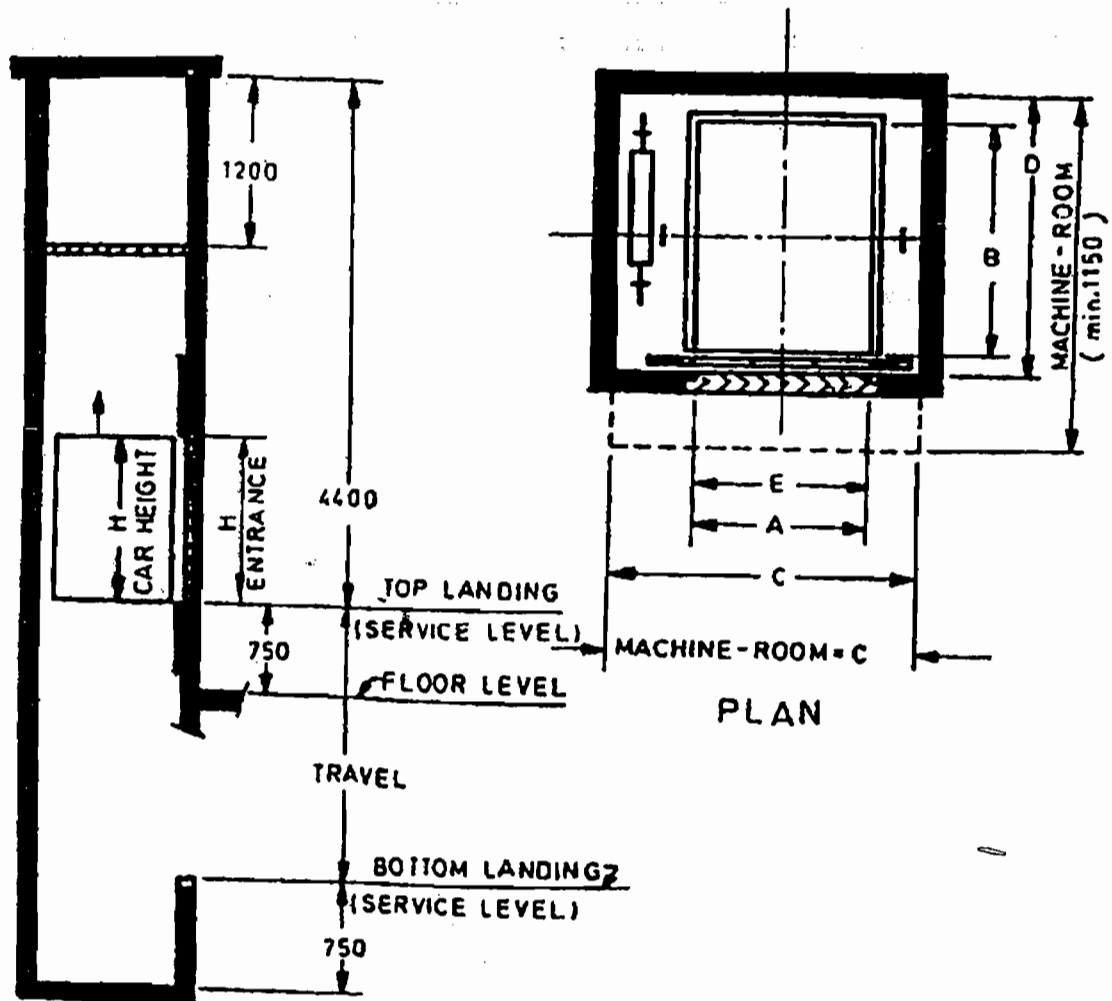 1200
H
CAR HEIGHT
H
ENTRANCE
4400
TOP LANDING
(SERVICE LEVEL)
750
FLOOR LEVEL
TRAVEL
BOTTOM LANDING
(SERVICE LEVEL)
750
B
D
MACHINE-ROOM
(min.1150)
E
A
C
MACHINE-ROOM=C
PLAN